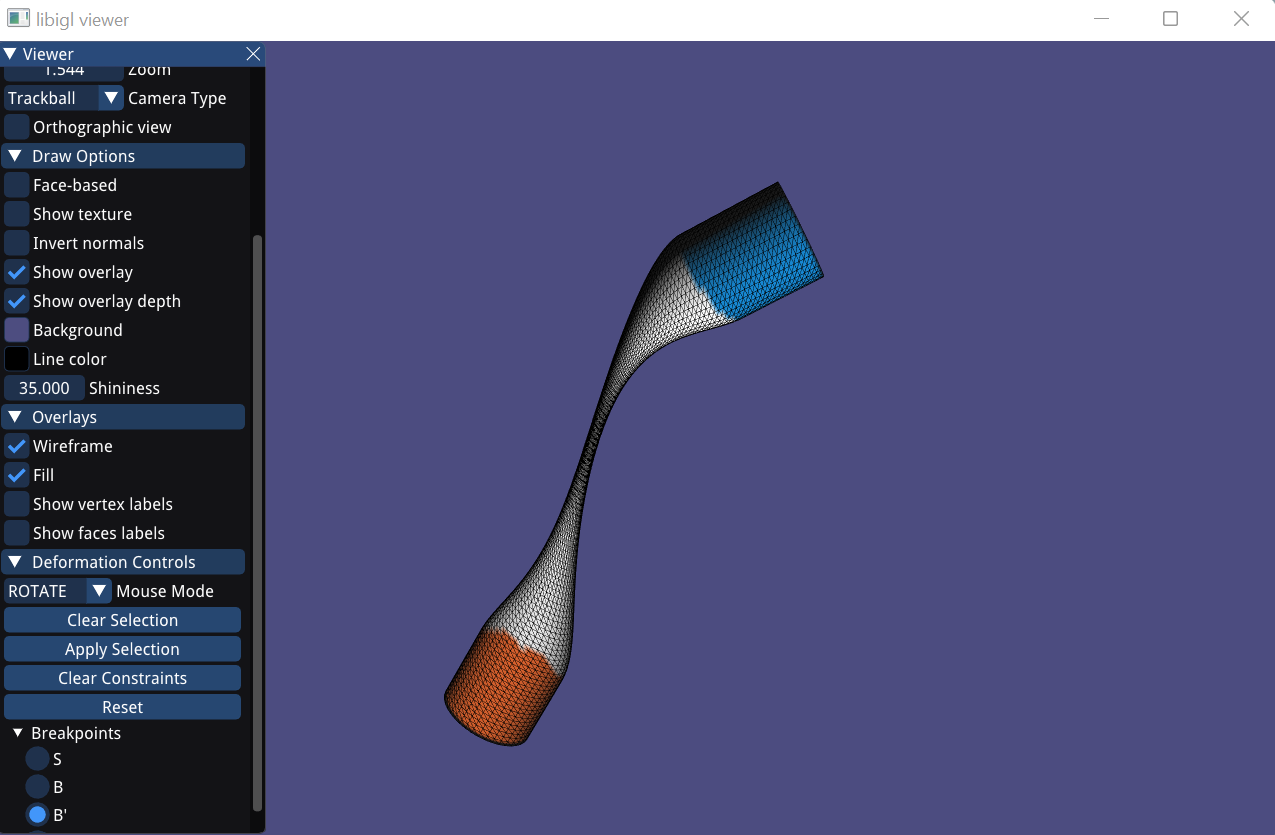 libigl viewer
Viewer
1.544 Zoom
Trackball Camera Type
Orthographic view
Draw Options
Face-based
Show texture
Invert normals
Show overlay
Show overlay depth
Background
Line color
35.000 Shininess
Overlays
Wireframe
Fill
Show vertex labels
Show faces labels
Deformation Controls
ROTATE Mouse Mode
Clear Selection
Apply Selection
Clear Constraints
Reset
Breakpoints
S
B
B'